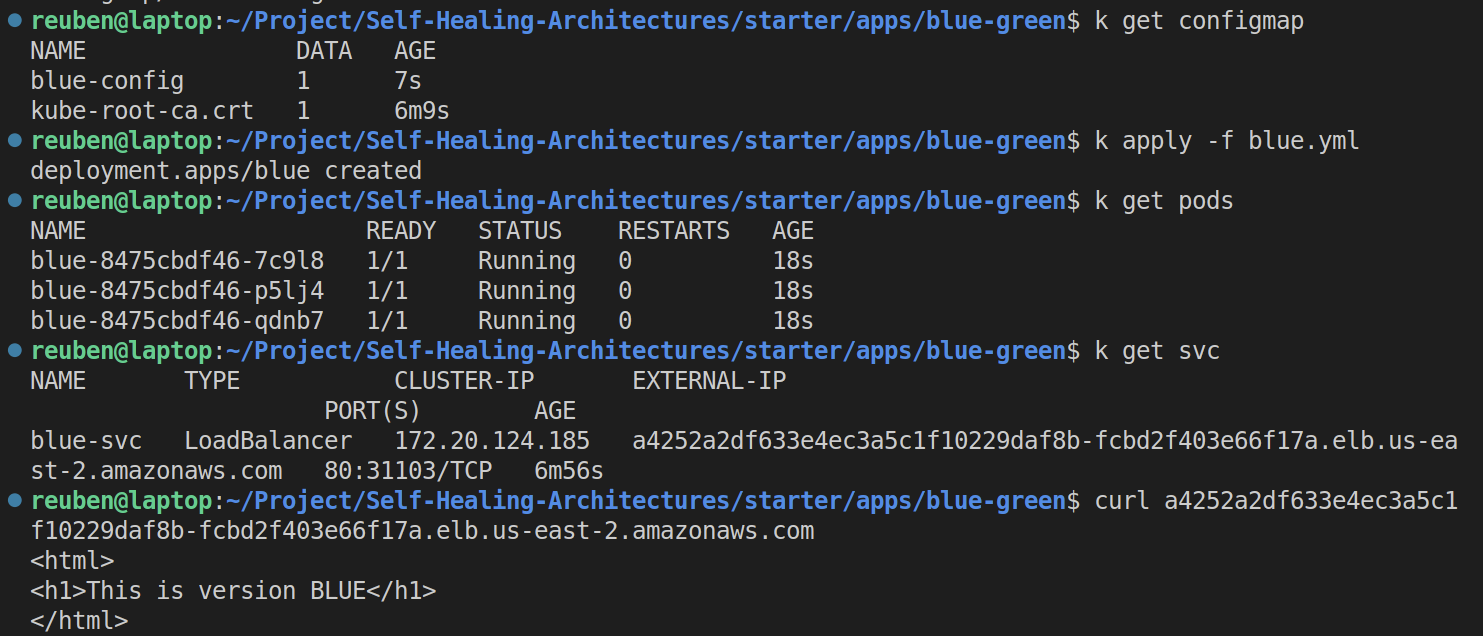 reuben@laptop:~/Project/Self-Healing-Architectures/starter/apps/blue-green$ k get configmap
NAME               DATA   AGE
blue-config        1      7s
kube-root-ca.crt   1      6m9s
reuben@laptop:~/Project/Self-Healing-Architectures/starter/apps/blue-green$ k apply -f blue.yml
deployment.apps/blue created
reuben@laptop:~/Project/Self-Healing-Architectures/starter/apps/blue-green$ k get pods
NAME                    READY   STATUS    RESTARTS   AGE
blue-8475cbdf46-7c9l8   1/1     Running   0          18s
blue-8475cbdf46-p5lj4   1/1     Running   0          18s
blue-8475cbdf46-qdnb7   1/1     Running   0          18s
reuben@laptop:~/Project/Self-Healing-Architectures/starter/apps/blue-green$ k get svc
NAME       TYPE           CLUSTER-IP       EXTERNAL-IP
                     PORT(S)        AGE
blue-svc   LoadBalancer   172.20.124.185   a4252a2df633e4ec3a5c1f10229daf8b-fcbd2f403e66f17a.elb.us-ea
st-2.amazonaws.com   80:31103/TCP   6m56s
reuben@laptop:~/Project/Self-Healing-Architectures/starter/apps/blue-green$ curl a4252a2df633e4ec3a5c1
f10229daf8b-fcbd2f403e66f17a.elb.us-east-2.amazonaws.com
<html>
<h1>This is version BLUE</h1>
</html>